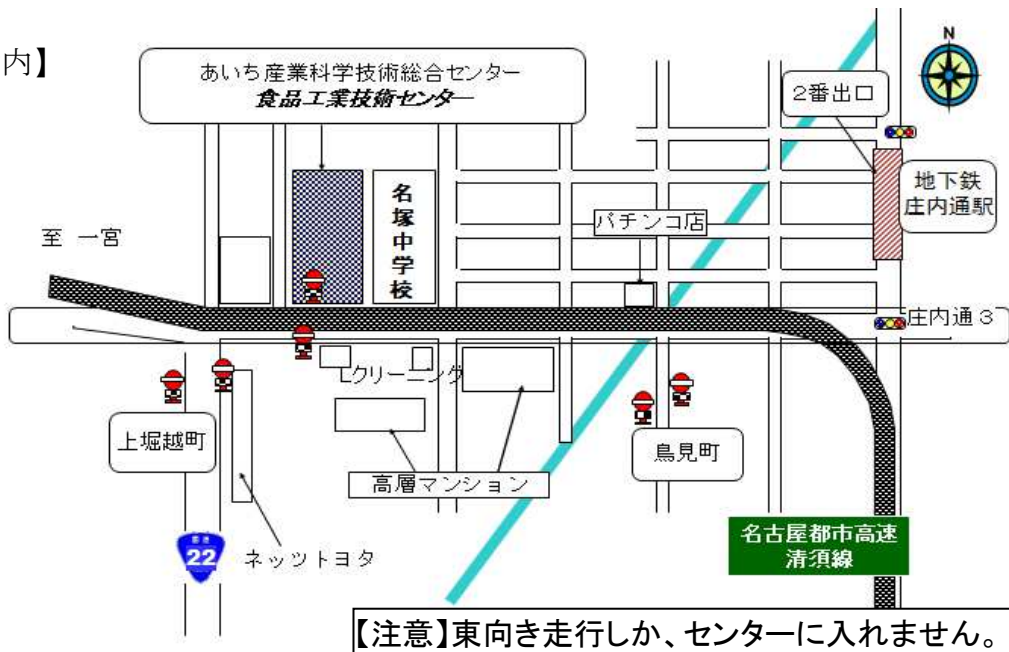 内】
あいち産業科学技術総合センター
食品工業技術センター
N
2番出口
地下鉄
庄内通駅
名塚中学校
パチンコ店
至 一宮
庄内通3
Lクリーニング
上堀越町
鳥見町
高層マンション
22
ネッツトヨタ
名古屋都市高速
清須線
【注意】東向き走行しか、センターに入れません。